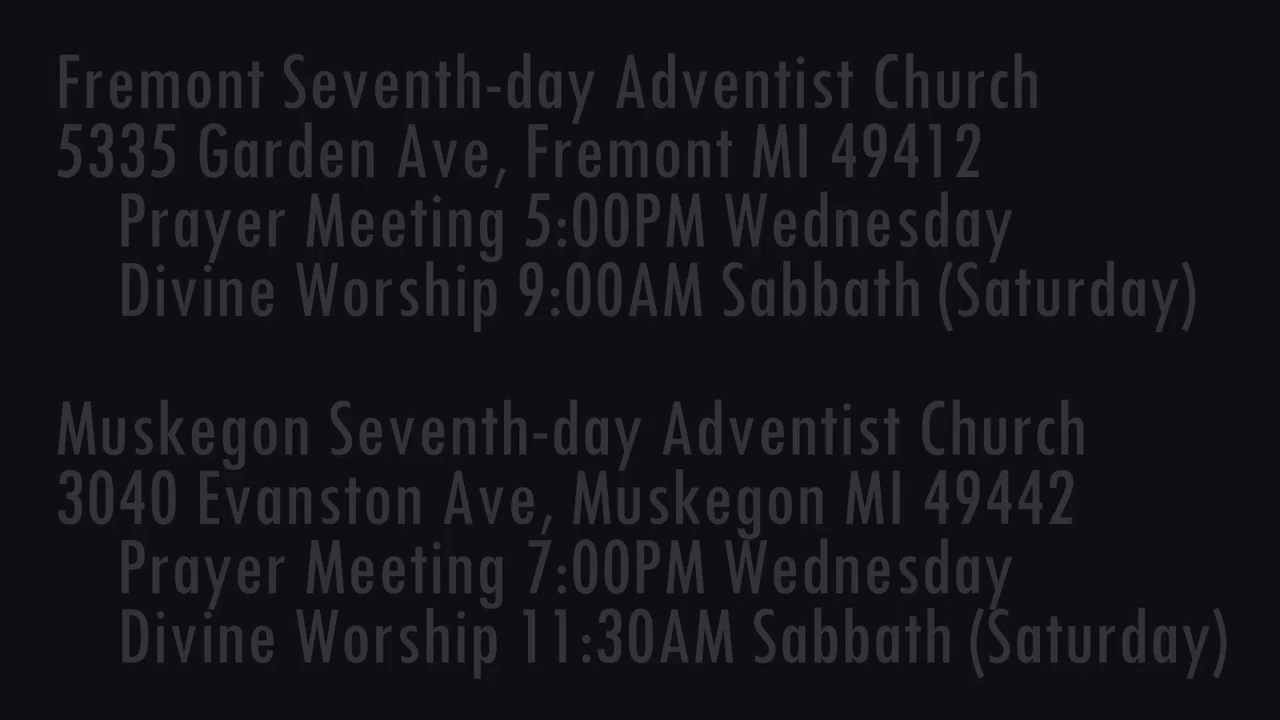 Fremont Seventh-day Adventist Church
5335 Garden Ave, Fremont MI 49412
Prayer Meeting 5:00PM Wednesday
Divine Worship 9:00AM Sabbath (Saturday)
Muskegon Seventh-day Adventist Church
3040 Evanston Ave, Muskegon MI 49442
Prayer Meeting 7:00PM Wednesday
Divine Worship 11:30AM Sabbath (Saturday)